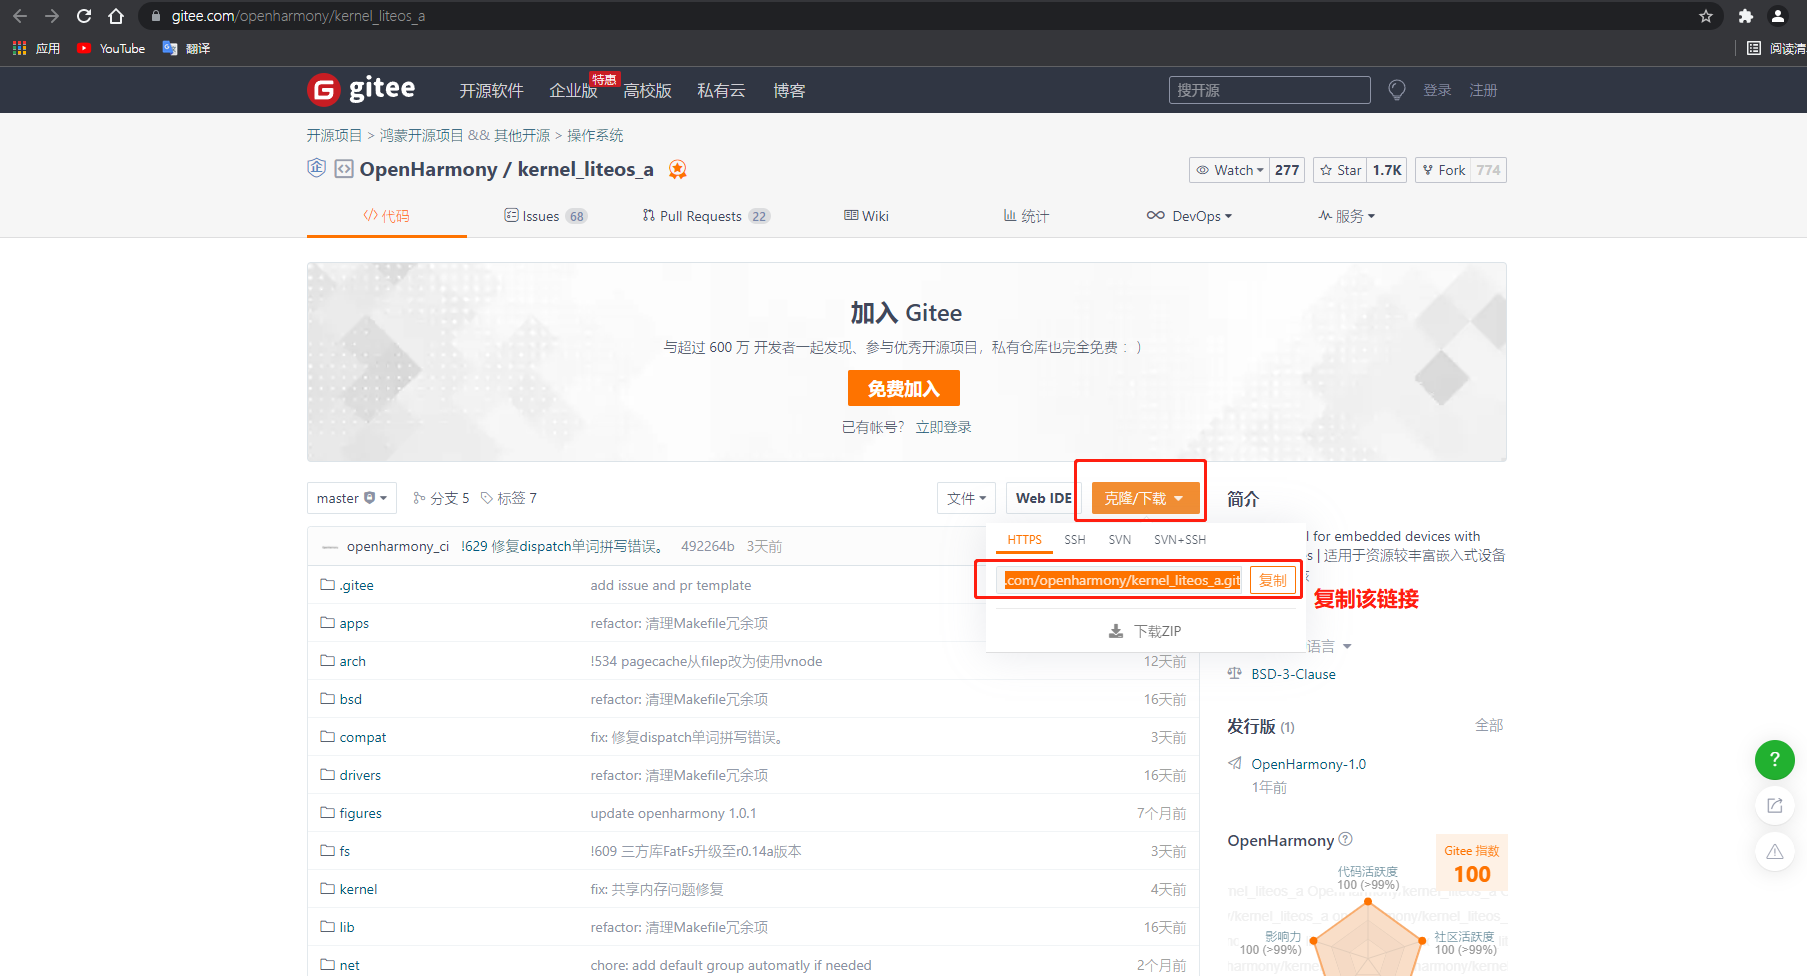 gitee.com/openharmony/kernel_liteos_a
应用 YouTube 翻译 阅读清
gitee 开源软件 企业版 特惠 高校版 私有云 博客 搜开源 登录 注册
开源项目 > 鸿蒙开源项目 && 其他开源 > 操作系统
企 OpenHarmony / kernel_liteos_a Watch 277 Star 1.7K Fork 774
代码 Issues 68 Pull Requests 22 Wiki 统计 DevOps 服务
加入 Gitee
与超过 600 万 开发者一起发现、参与优秀开源项目，私有仓库也完全免费 ：）
免费加入
已有帐号？ 立即登录
master 分支 5 标签 7 文件 Web IDE 克隆/下载 简介
HTTPS SSH SVN SVN+SSH
l for embedded devices with
s | 适用于资源较丰富嵌入式设备
.com/openharmony/kernel_liteos_a.git 复制
复制该链接
下载ZIP
语言
BSD-3-Clause
发行版 (1) 全部
OpenHarmony-1.0
1年前
OpenHarmony
Gitee 指数
100
代码活跃度
100 (>99%)
影响力
100 (>99%)
社区活跃度
100 (>99%)
openharmony_ci !629 修复dispatch单词拼写错误。 492264b 3天前
.gitee add issue and pr template
apps refactor: 清理Makefile冗余项
arch !534 pagecache从filep改为使用vnode 12天前
bsd refactor: 清理Makefile冗余项 16天前
compat fix: 修复dispatch单词拼写错误。 3天前
drivers refactor: 清理Makefile冗余项 16天前
figures update openharmony 1.0.1 7个月前
fs !609 三方库FatFs升级至r0.14a版本 3天前
kernel fix: 共享内存问题修复 4天前
lib refactor: 清理Makefile冗余项 16天前
net chore: add default group automatly if needed 2个月前